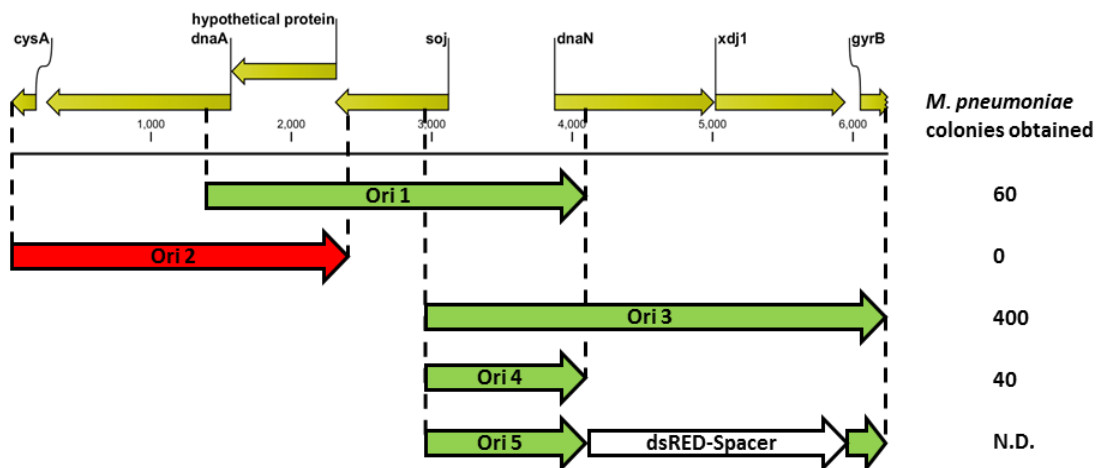 hypothetical protein
cysA dnaA soj dnaN xdj1 gyrB
1,000 2,000 3,000 4,000 5,000 6,000
M. pneumoniae
colonies obtained
Ori 1 60
Ori 2 0
Ori 3 400
Ori 4 40
Ori 5 dsRED-Spacer N.D.